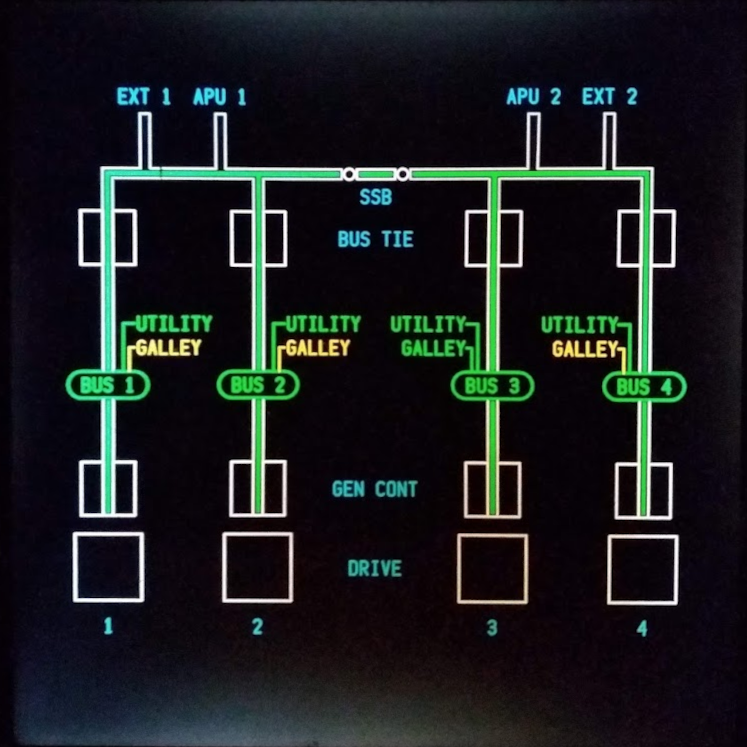 EXT 1 APU 1 APU 2 EXT 2
SSB
BUS TIE
UTILITY UTILITY UTILITY UTILITY
GALLEY GALLEY GALLEY GALLEY
BUS 1 BUS 2 BUS 3 BUS 4
GEN CONT
DRIVE
1 2 3 4